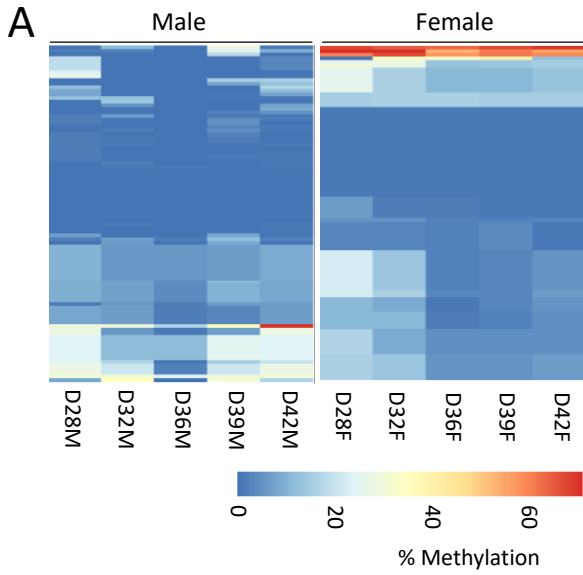 A
Male Female
D28M D32M D36M D39M D42M D28F D32F D36F D39F D42F
0 20 40 60
% Methylation